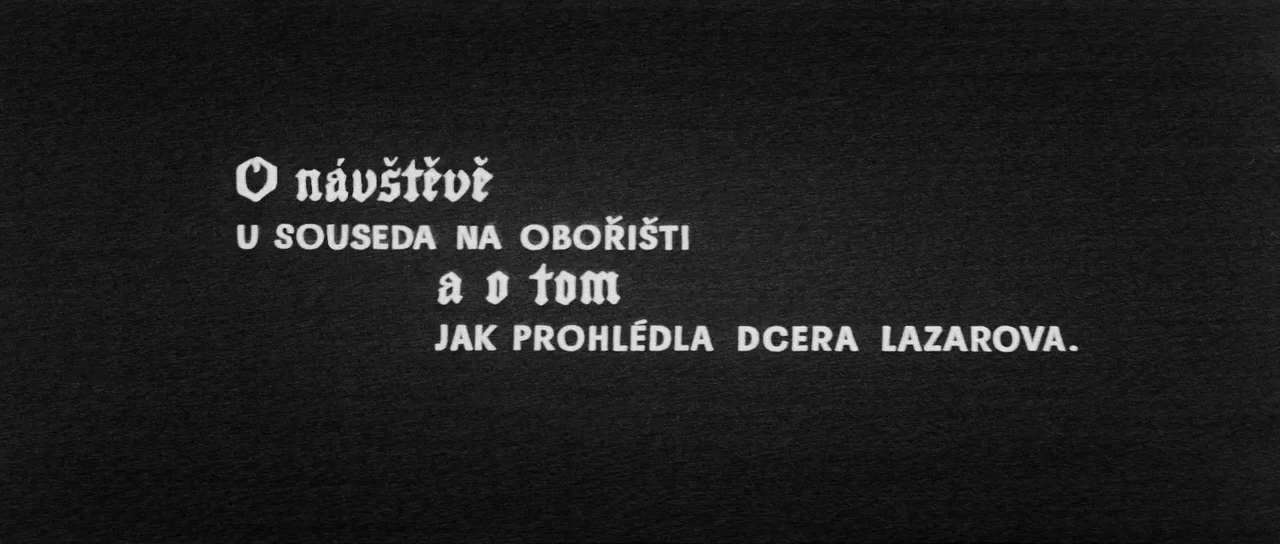 O návštěvě
U SOUSEDA NA OBOŘIŠTI
a o tom
JAK PROHLÉDLA DCERA LAZAROVA.